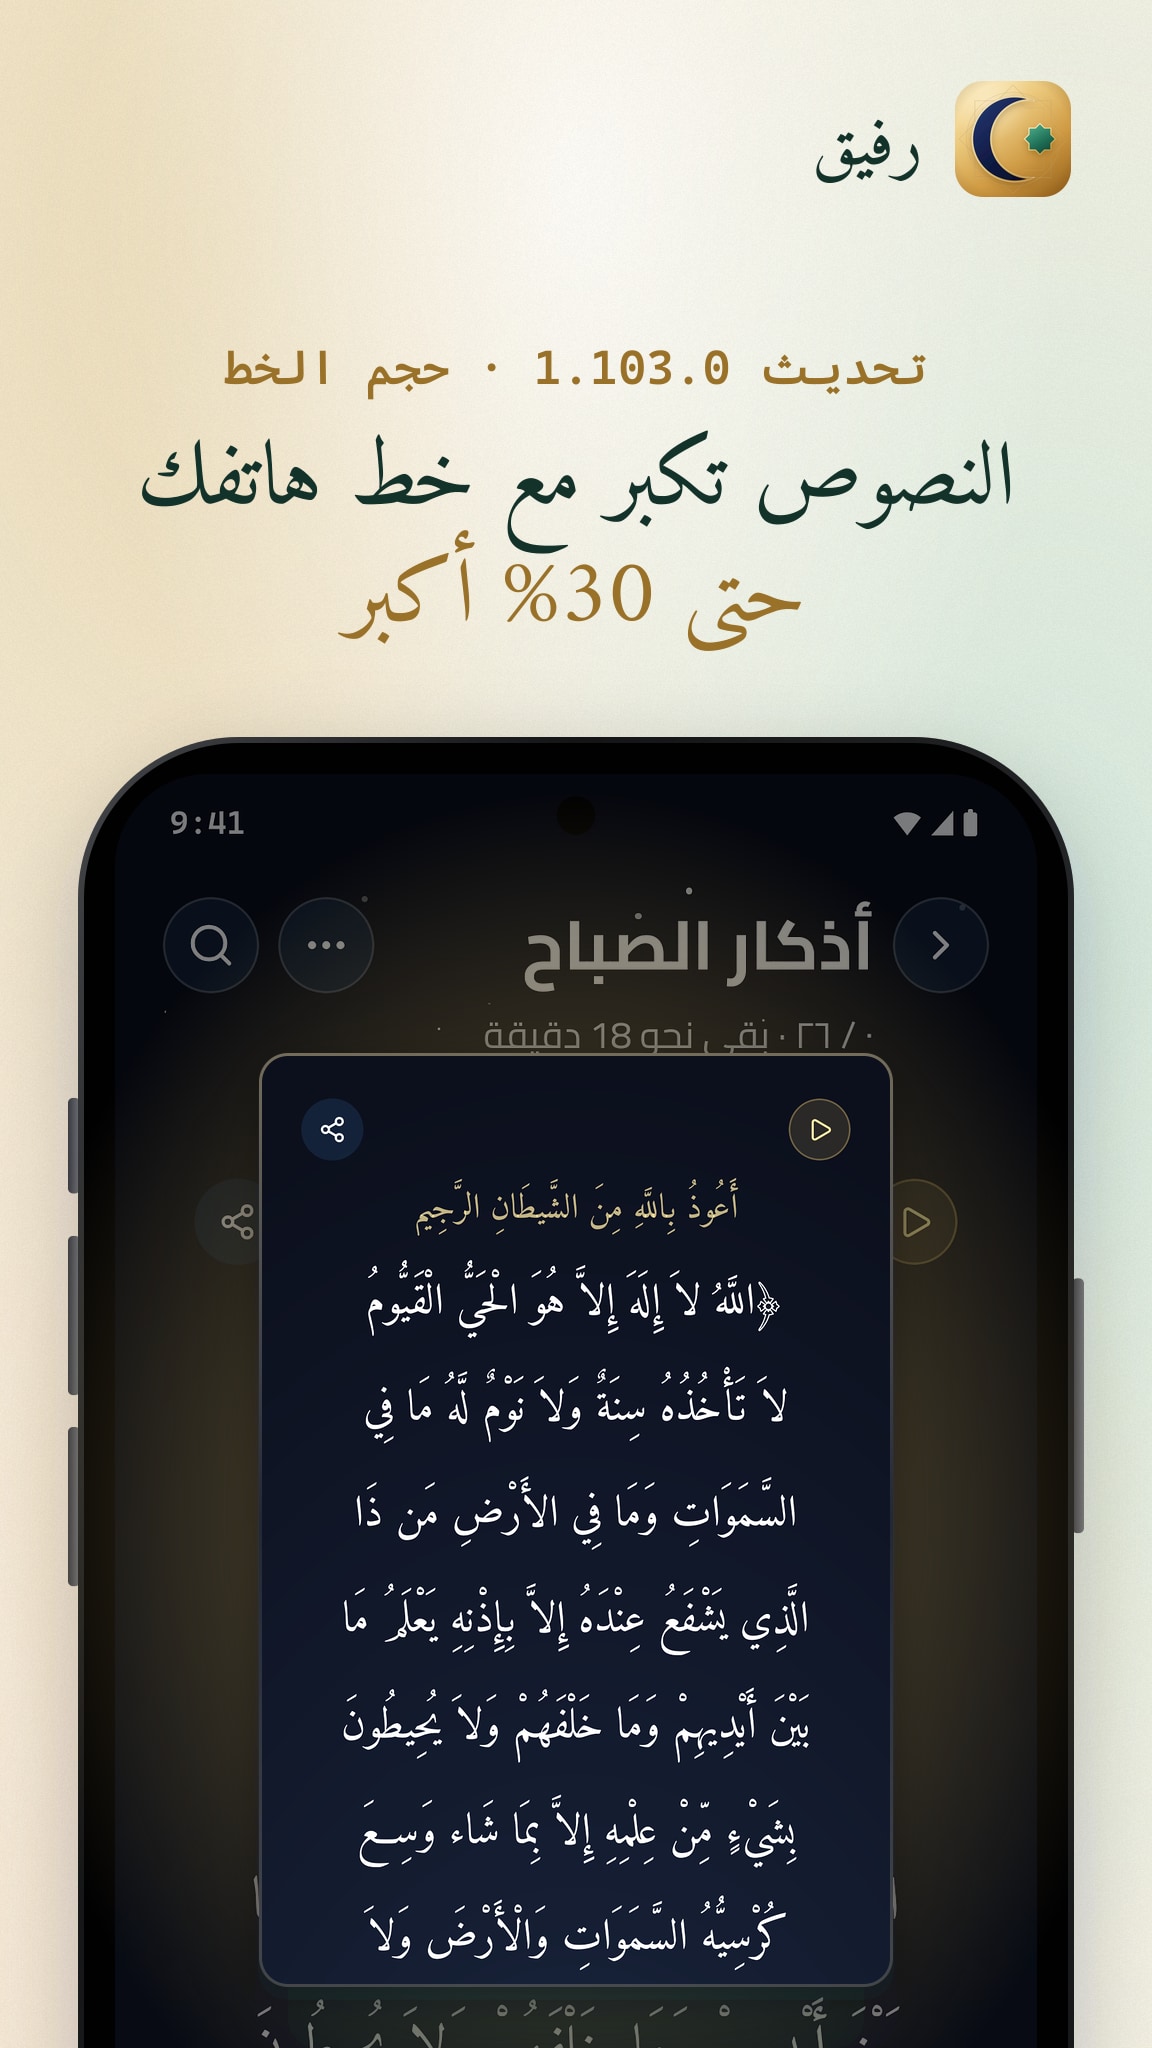 رفيق
تحديث 1.103.0 · حجم الخط
النصوص تكبر مع خط هاتفك
حتى 30% أكبر
9:41
أذكار الصباح
٠ / ٢٦ · بقي نحو 18 دقيقة
أَعُوذُ بِاللَّهِ مِنَ الشَّيطَانِ الرَّجِيمِ
﴿اللَّهُ لاَ إِلَهَ إِلاَّ هُوَ الْحَيُّ الْقَيُّومُ
لاَ تَأْخُذُهُ سِنَةٌ وَلاَ نَوْمٌ لَّهُ مَا فِي
السَّمَوَاتِ وَمَا فِي الأَرْضِ مَن ذَا
الَّذِي يَشْفَعُ عِنْدَهُ إِلاَّ بِإِذْنِهِ يَعْلَمُ مَا
بَيْنَ أَيْدِيهِمْ وَمَا خَلْفَهُمْ وَلاَ يُحِيطُونَ
بِشَيْءٍ مِّنْ عِلْمِهِ إِلاَّ بِمَا شَاء وَسِعَ
كُرْسِيُّهُ السَّمَوَاتِ وَالْأَرْضَ وَلاَ